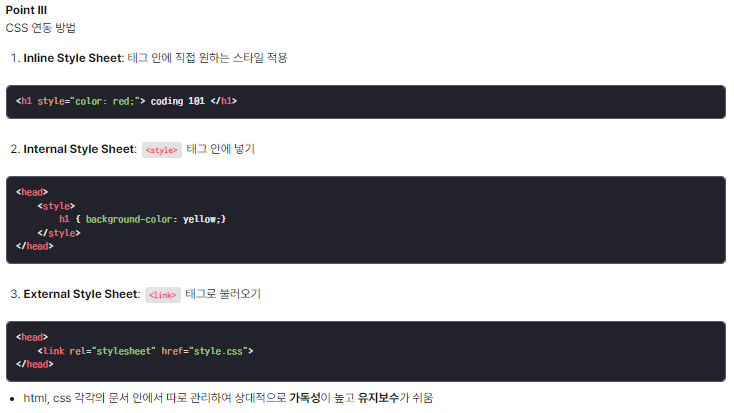 Point III
CSS 연동 방법
1. Inline Style Sheet: 태그 안에 직접 원하는 스타일 적용
<h1 style="color: red;"> coding 101 </h1>
2. Internal Style Sheet: <style> 태그 안에 넣기
<head>
    <style>
        h1 { background-color: yellow;}
    </style>
</head>
3. External Style Sheet: <link> 태그로 불러오기
<head>
    <link rel="stylesheet" href="style.css">
</head>
• html, css 각각의 문서 안에서 따로 관리하여 상대적으로 가독성이 높고 유지보수가 쉬움